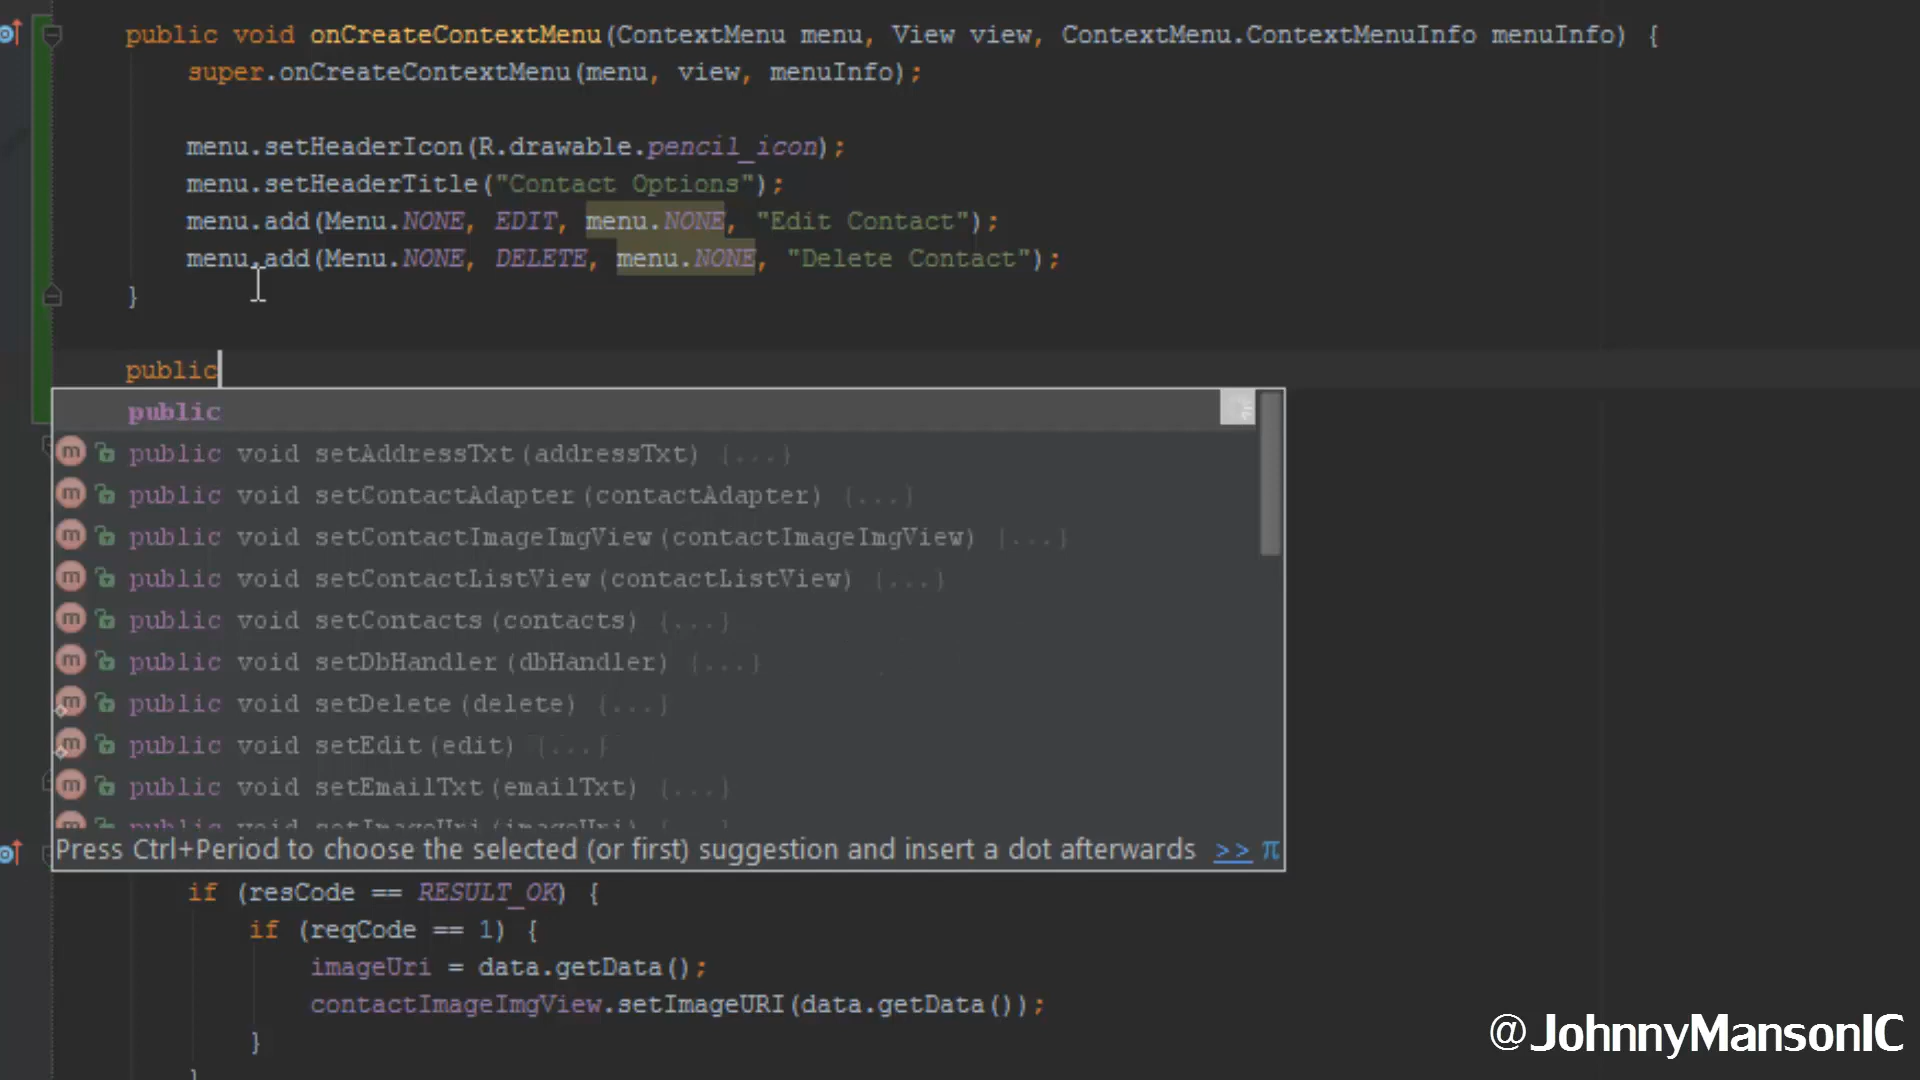 public void onCreateContextMenu(ContextMenu menu, View view, ContextMenu.ContextMenuInfo menuInfo) {
super.onCreateContextMenu(menu, view, menuInfo);
menu.setHeaderIcon(R.drawable.pencil_icon);
menu.setHeaderTitle("Contact Options");
menu.add(Menu.NONE, EDIT, menu.NONE, "Edit Contact");
menu.add(Menu.NONE, DELETE, menu.NONE, "Delete Contact");
}
public
public
m public void setAddressTxt(addressTxt) {...}
m public void setContactAdapter(contactAdapter) {...}
m public void setContactImageImgView(contactImageImgView) {...}
m public void setContactListView(contactListView) {...}
m public void setContacts(contacts) {...}
m public void setDbHandler(dbHandler) {...}
m public void setDelete(delete) {...}
m public void setEdit(edit) {...}
m public void setEmailTxt(emailTxt) {...}
m public void setImageUri(imageUri) {...}
Press Ctrl+Period to choose the selected (or first) suggestion and insert a dot afterwards >> π
if (resCode == RESULT_OK) {
if (reqCode == 1) {
imageUri = data.getData();
contactImageImgView.setImageURI(data.getData());
}
}
@JohnnyMansonIC